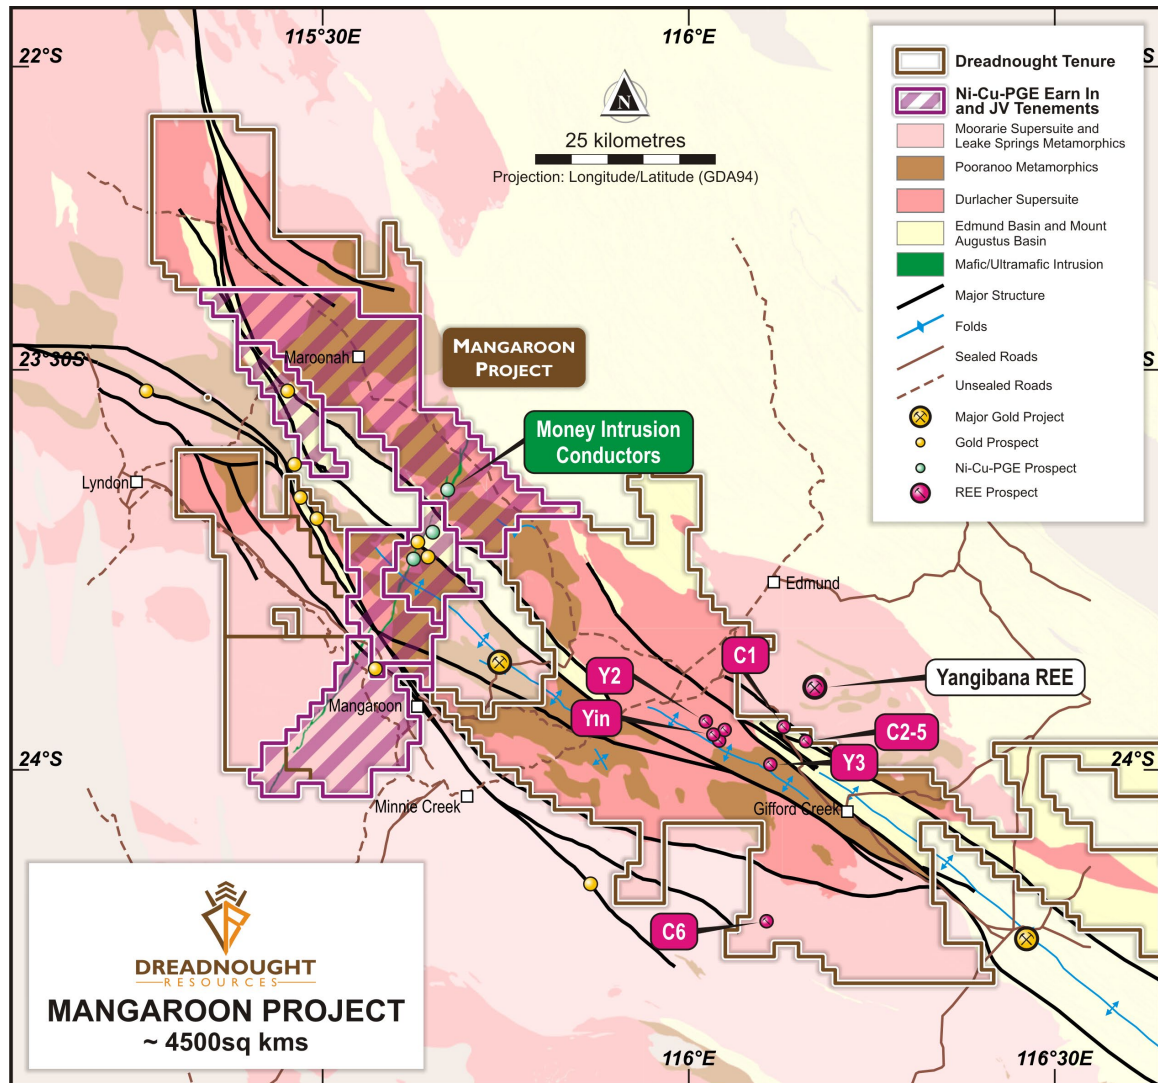 115°30E
116°E
22°S
S
N
25 kilometres
Projection: Longitude/Latitude (GDA94)
Dreadnought Tenure
Ni-Cu-PGE Earn In
and JV Tenements
Moorarie Supersuite and
Leake Springs Metamorphics
Pooranoo Metamorphics
Durlacher Supersuite
Edmund Basin and Mount
Augustus Basin
Mafic/Ultramafic Intrusion
Major Structure
Folds
Sealed Roads
Unsealed Roads
Major Gold Project
Gold Prospect
Ni-Cu-PGE Prospect
REE Prospect
23°30S
S
Maroonah
MANGAROON
PROJECT
Money Intrusion
Conductors
Lyndon
Edmund
C1
Y2
Yangibana REE
Yin
Mangaroon
C2-5
Y3
24°S
24°S
Minnie Creek
Gifford Creek
C6
DREADNOUGHT
RESOURCES
MANGAROON PROJECT
~ 4500sq kms
116°E
116°30E